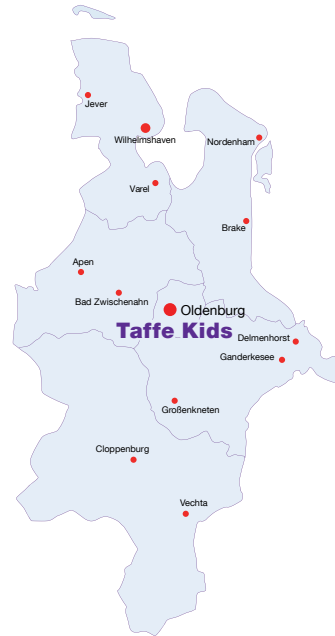 Jever
Wilhelmshaven
Nordenham
Varel
Brake
Apen
Bad Zwischenahn
Oldenburg
Taffe Kids
Delmenhorst
Ganderkesee
Großenkneten
Cloppenburg
Vechta